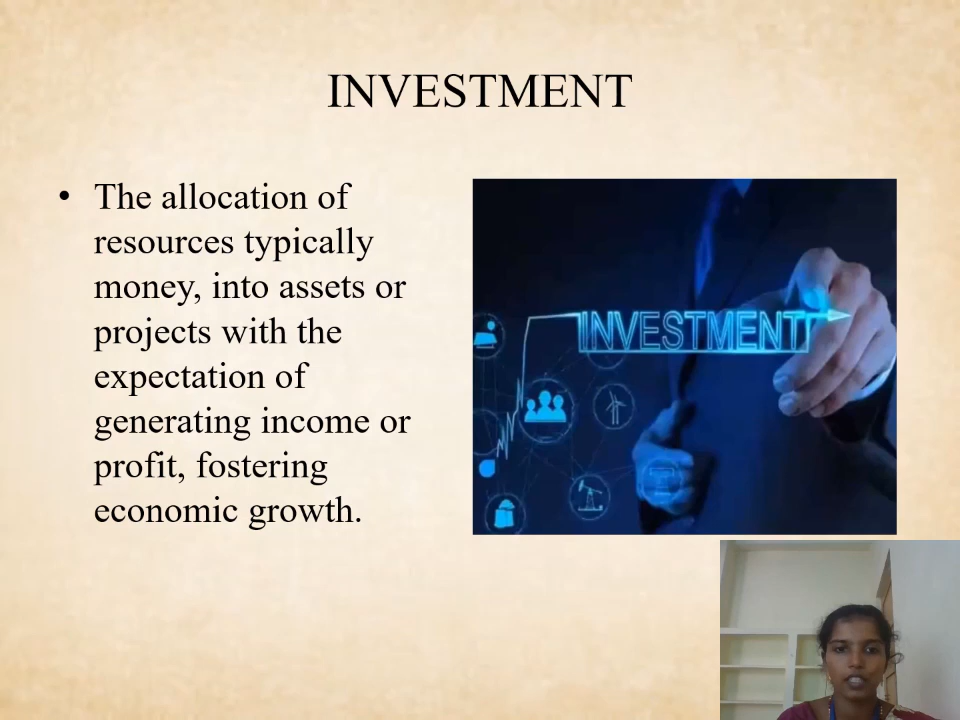 INVESTMENT
• The allocation of
resources typically
money, into assets or
projects with the
expectation of
generating income or
profit, fostering
economic growth.
INVESTMENT